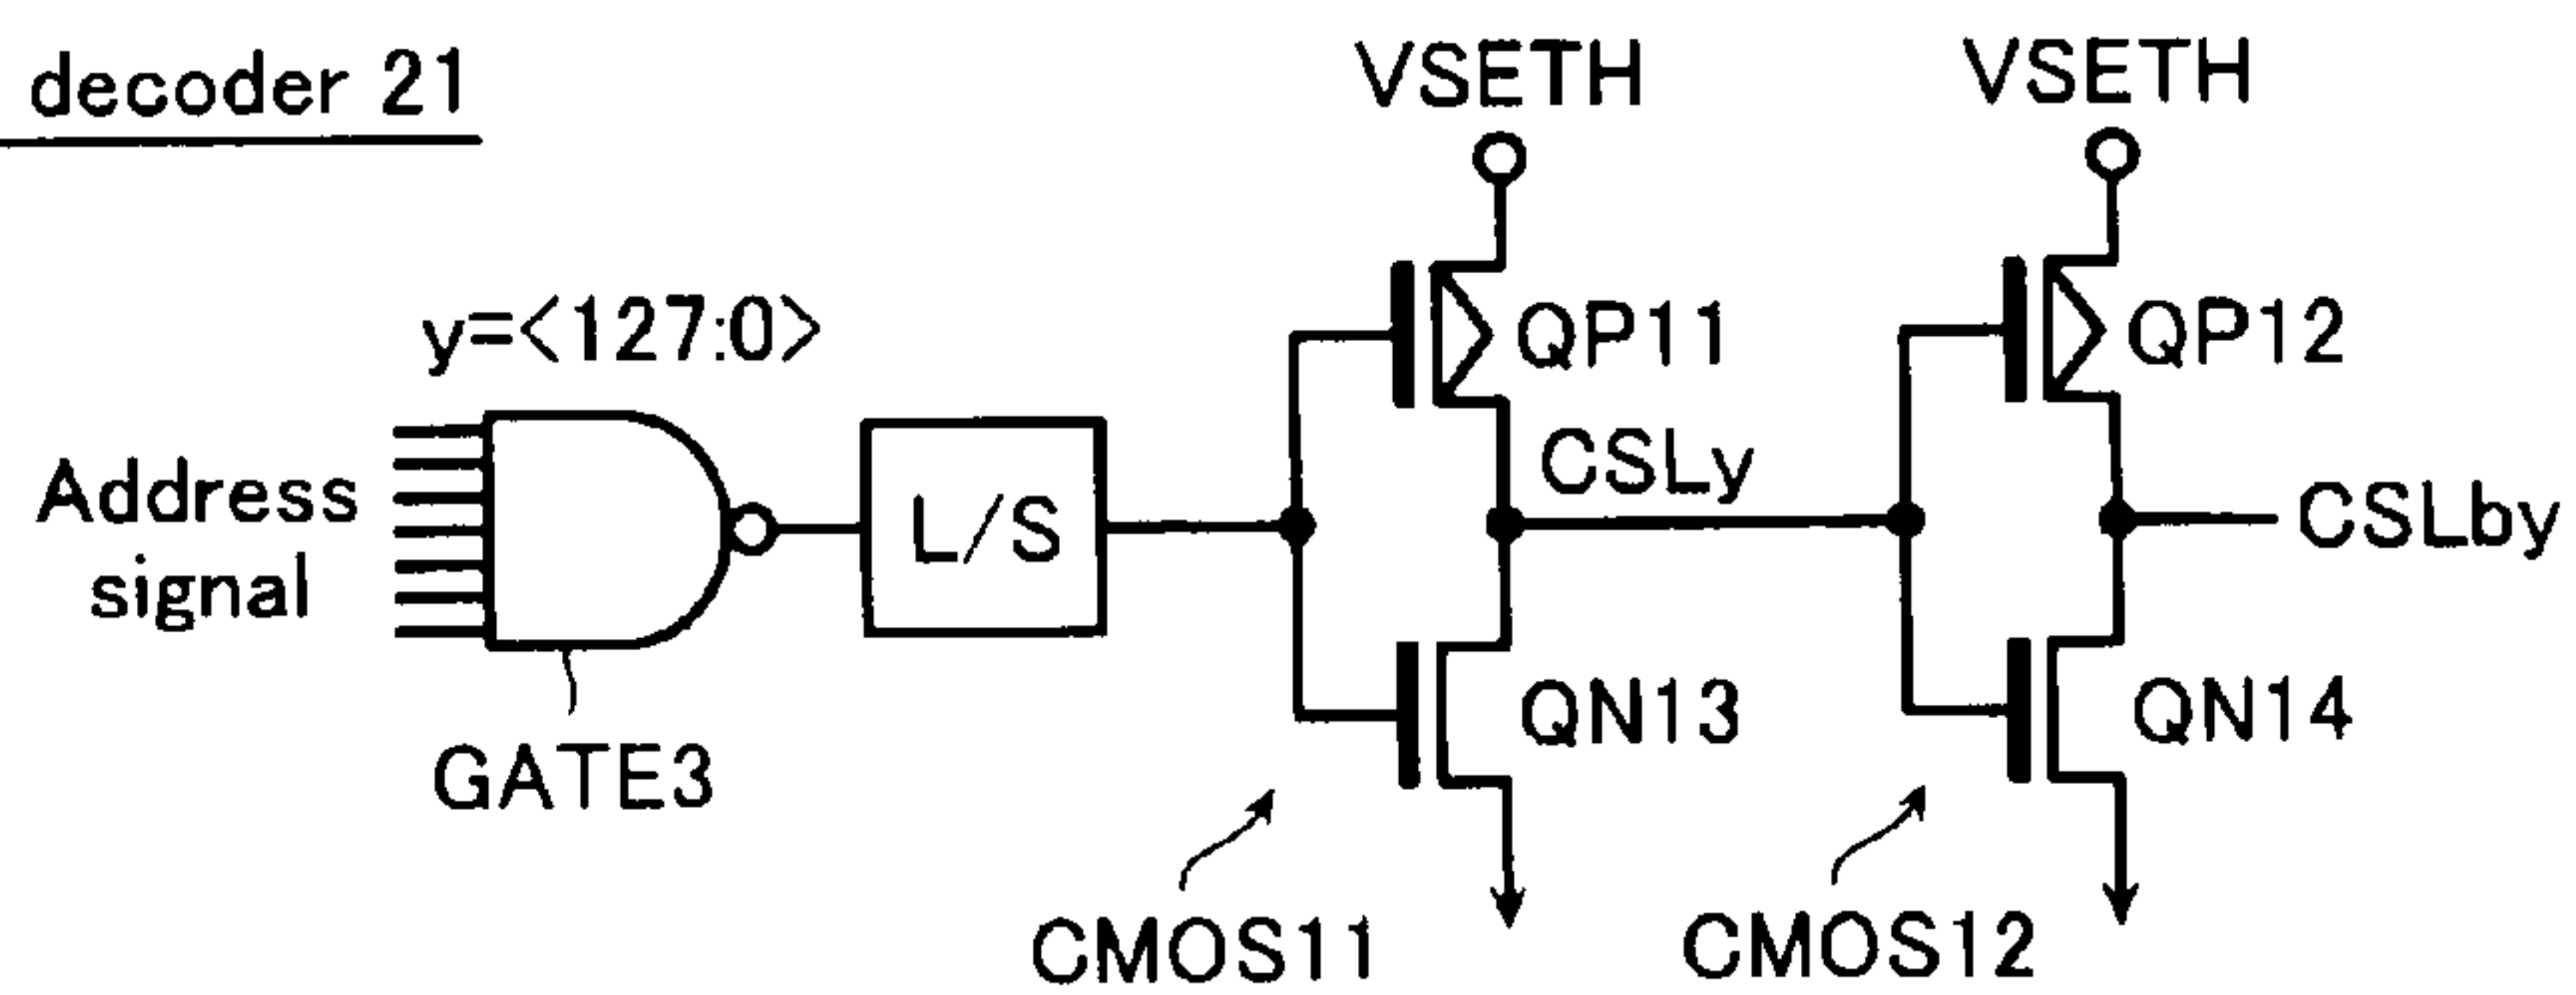 decoder 21
VSETH
VSETH
y=<127:0>
QP11
QP12
Address
signal
L/S
CSLy
CSLby
GATE3
QN13
QN14
CMOS11
CMOS12